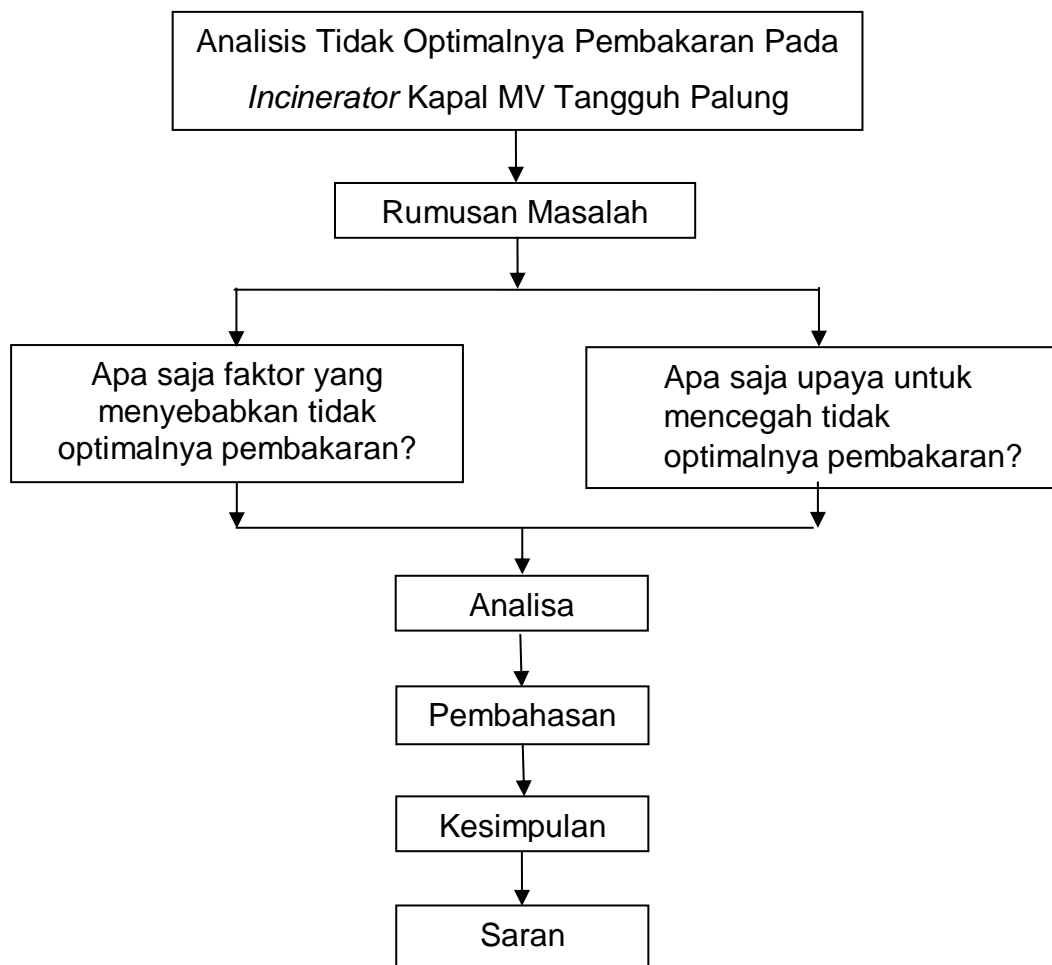 Analisis Tidak Optimalnya Pembakaran Pada
Incinerator Kapal MV Tangguh Palung
Rumusan Masalah
Apa saja faktor yang
menyebabkan tidak
optimalnya pembakaran?
Apa saja upaya untuk
mencegah tidak
optimalnya pembakaran?
Analisa
Pembahasan
Kesimpulan
Saran